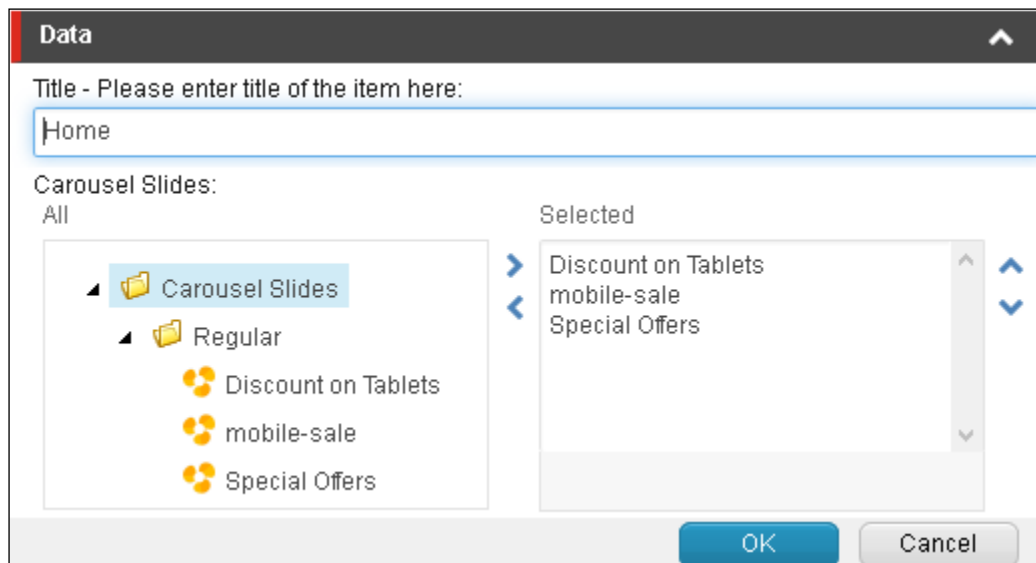 Data
Title - Please enter title of the item here:
Home
Carousel Slides:
All
Selected
Carousel Slides
Regular
Discount on Tablets
mobile-sale
Special Offers
Discount on Tablets
mobile-sale
Special Offers
OK
Cancel